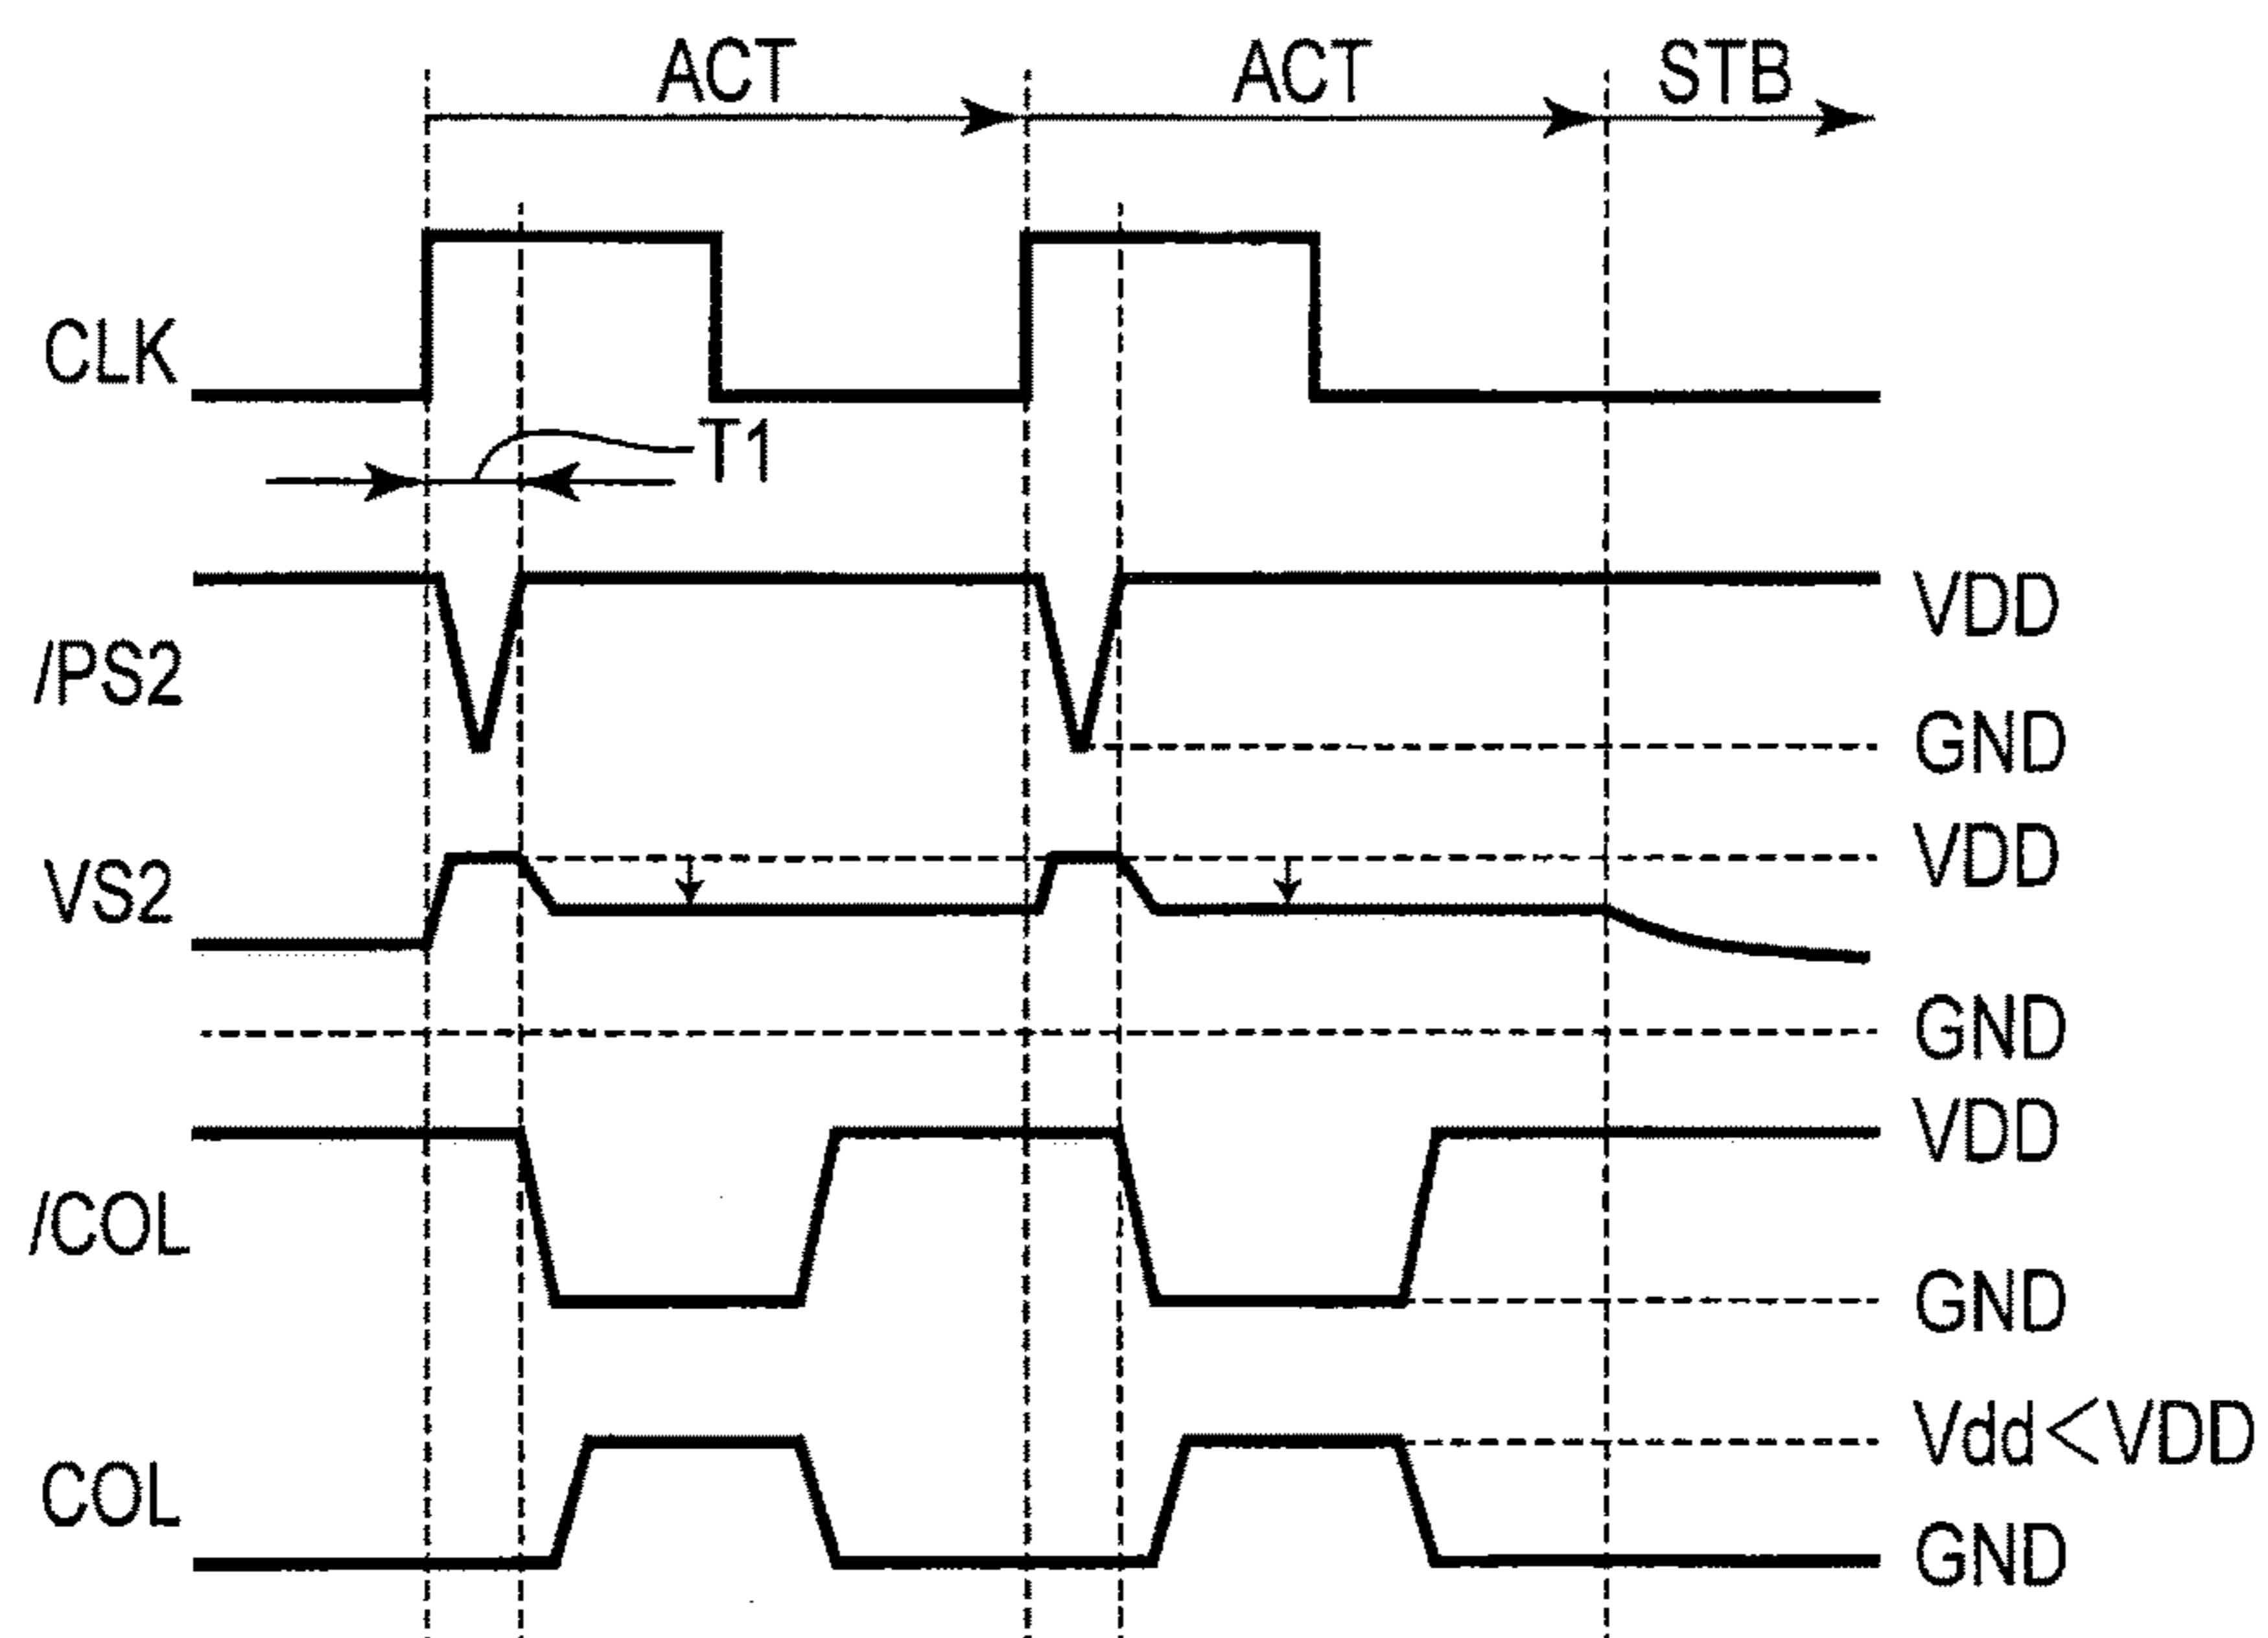 ACT ACT STB
CLK
T1
/PS2
VDD
GND
VS2
VDD
GND
/COL
VDD
GND
COL
Vdd<VDD
GND